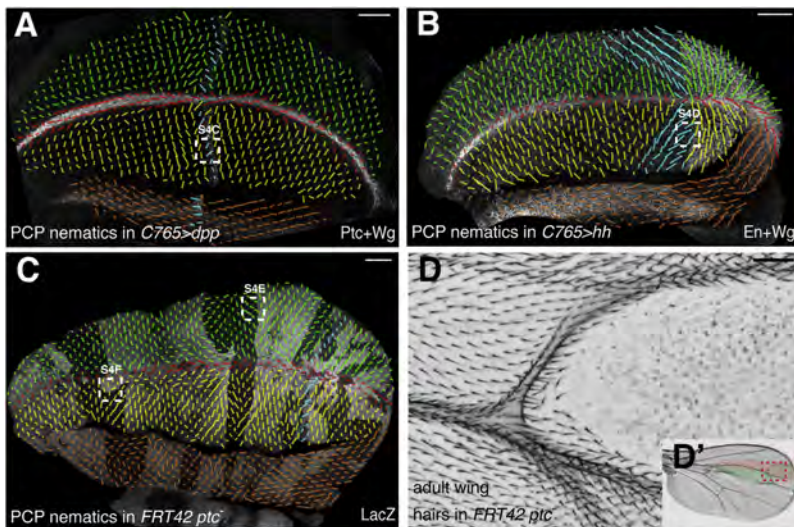 A
S4C
PCP nematics in C765>dpp
Ptc+Wg
B
S4D
PCP nematics in C765>hh
En+Wg
C
S4E
S4F
PCP nematics in FRT42 ptc-
LacZ
D
D'
adult wing
hairs in FRT42 ptc-